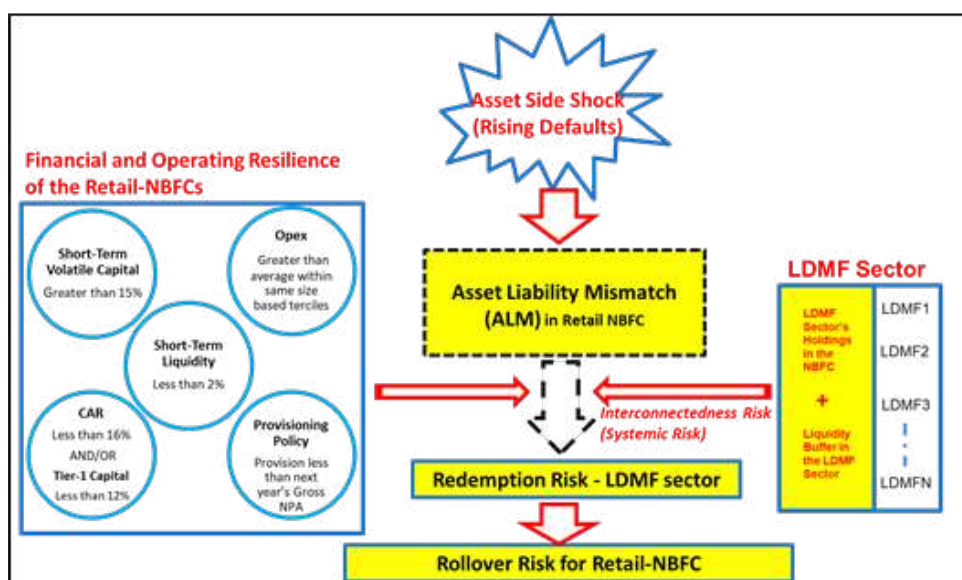 Asset Side Shock
(Rising Defaults)
Financial and Operating Resilience
of the Retail-NBFCs
Short-Term
Volatile Capital
Greater than 15%
Opex
Greater than
average within
same size
based terciles
Short-Term
Liquidity
Less than 2%
CAR
Less than 16%
AND/OR
Tier-1 Capital
Less than 12%
Provisioning
Policy
Provision less
than next
year's Gross
NPA
Asset Liability Mismatch
(ALM) in Retail NBFC
Interconnectedness Risk
(Systemic Risk)
LDMF Sector
LDMF
Sector's
Holdings in
the NBFC
+
Liquidity
Buffer in
the LDMF
Sector
LDMF1
LDMF2
LDMF3
LDMFN
Redemption Risk - LDMF sector
Rollover Risk for Retail-NBFC